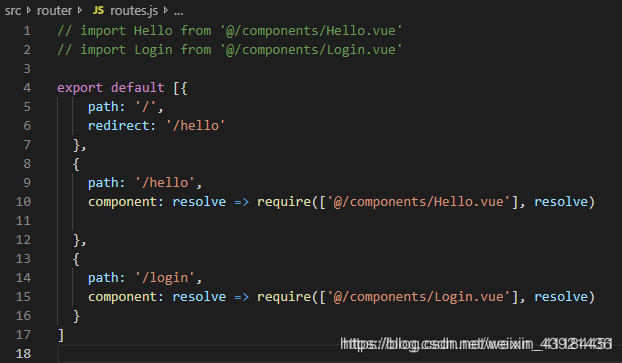 src > router > JS routes.js > ...
1 // import Hello from '@/components/Hello.vue'
2 // import Login from '@/components/Login.vue'
3
4 export default [{
5 path: '/',
6 redirect: '/hello'
7 },
8 {
9 path: '/hello',
10 component: resolve => require(['@/components/Hello.vue'], resolve)
11
12 },
13 {
14 path: '/login',
15 component: resolve => require(['@/components/Login.vue'], resolve)
16 }
17 ]
18
https://blog.csdn.net/weixin_